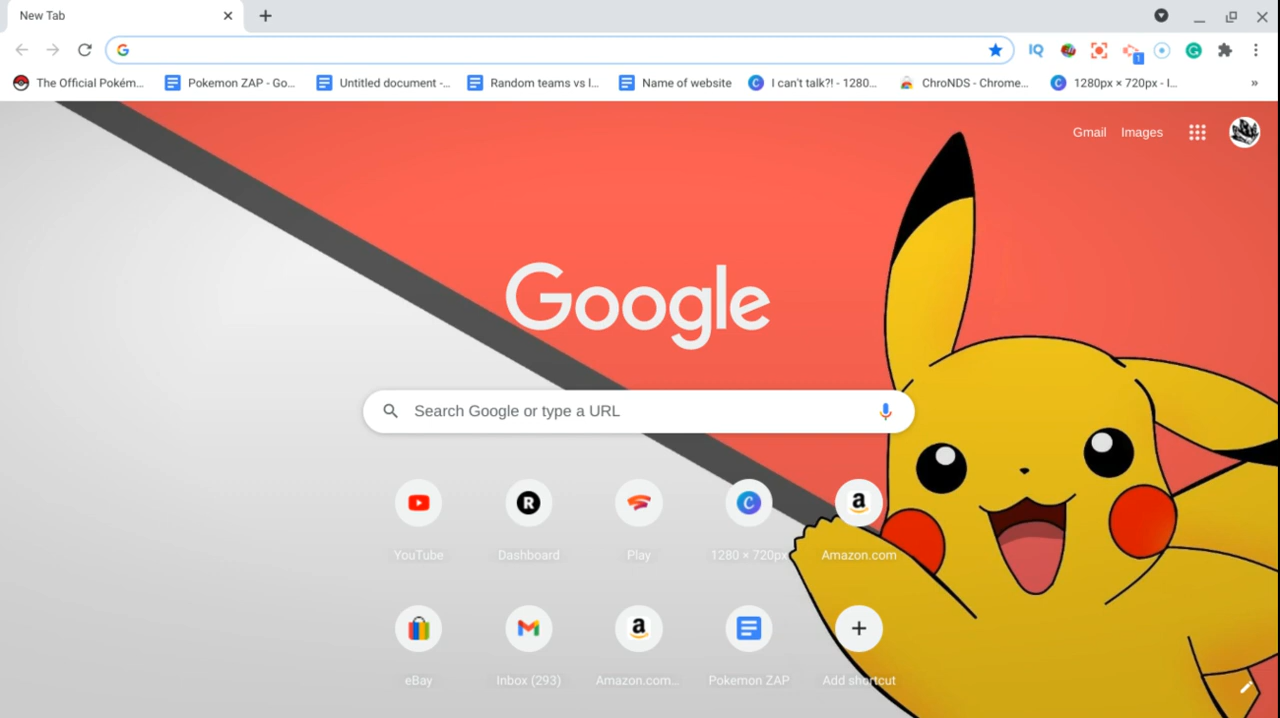 New Tab
The Official Pokém...
Pokemon ZAP - Go...
Untitled document -...
Random teams vs l...
Name of website
I can't talk?! - 1280...
ChroNDS - Chrome...
1280px × 720px - I...
»
IQ
1
Gmail
Images
Google
Search Google or type a URL
YouTube
Dashboard
Play
1280 × 720px
Amazon.com
eBay
Inbox (293)
Amazon.com...
Pokemon ZAP
Add shortcut